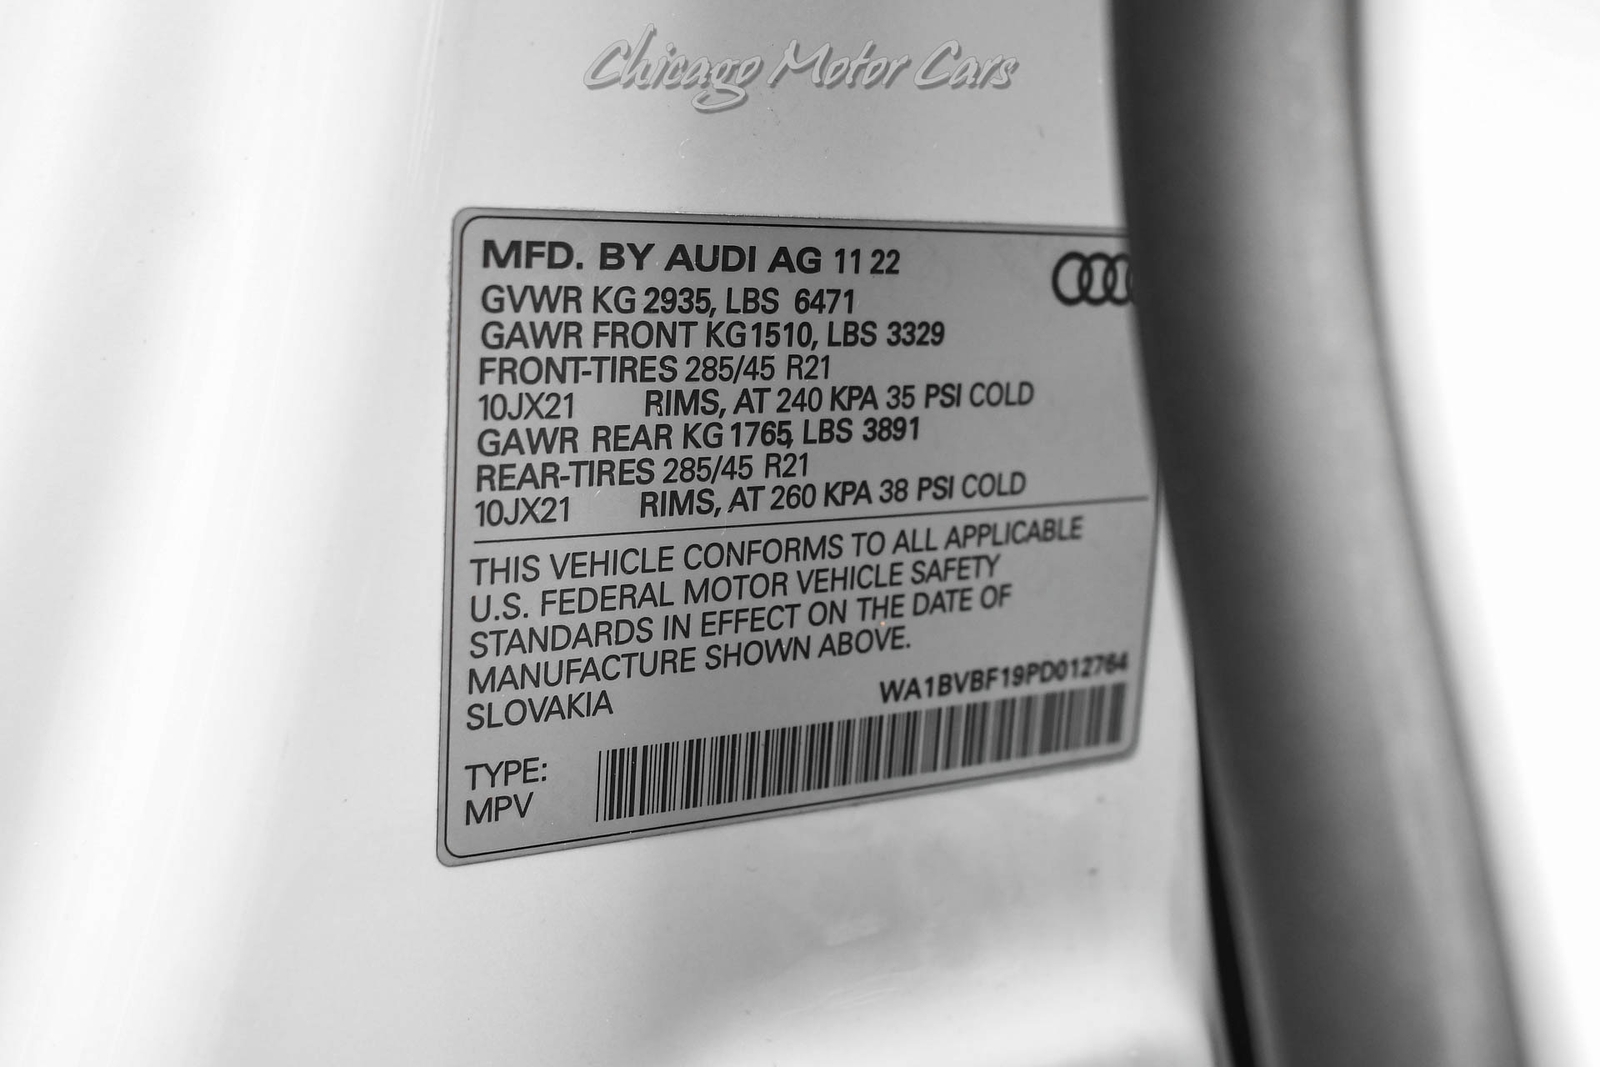 Chicago Motor Cars
MFD. BY AUDI AG 11 22
GVWR KG 2935, LBS 6471
GAWR FRONT KG 1510, LBS 3329
FRONT-TIRES 285/45 R21
10JX21 RIMS, AT 240 KPA 35 PSI COLD
GAWR REAR KG 1765, LBS 3891
REAR-TIRES 285/45 R21
10JX21 RIMS, AT 260 KPA 38 PSI COLD
THIS VEHICLE CONFORMS TO ALL APPLICABLE
U.S. FEDERAL MOTOR VEHICLE SAFETY
STANDARDS IN EFFECT ON THE DATE OF
MANUFACTURE SHOWN ABOVE.
SLOVAKIA WA1BVBF19PD012764
TYPE:
MPV